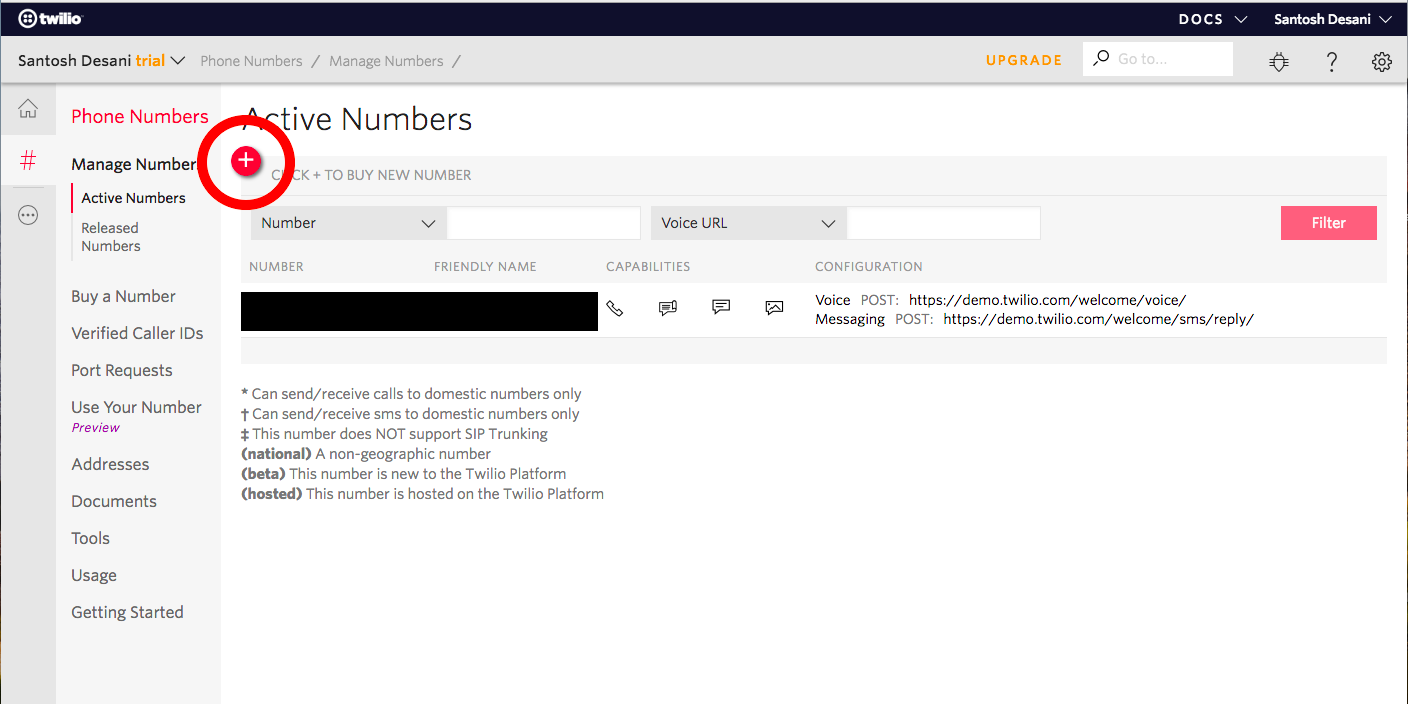 twilio
DOCS
Santosh Desani
Santosh Desani trial
Phone Numbers / Manage Numbers /
UPGRADE
Go to...
Phone Numbers
Manage Number
Active Numbers
Released
Numbers
Buy a Number
Verified Caller IDs
Port Requests
Use Your Number
Preview
Addresses
Documents
Tools
Usage
Getting Started
Active Numbers
CLICK + TO BUY NEW NUMBER
Number
Voice URL
Filter
NUMBER FRIENDLY NAME CAPABILITIES CONFIGURATION
Voice POST: https://demo.twilio.com/welcome/voice/
Messaging POST: https://demo.twilio.com/welcome/sms/reply/
* Can send/receive calls to domestic numbers only
† Can send/receive sms to domestic numbers only
‡ This number does NOT support SIP Trunking
(national) A non-geographic number
(beta) This number is new to the Twilio Platform
(hosted) This number is hosted on the Twilio Platform